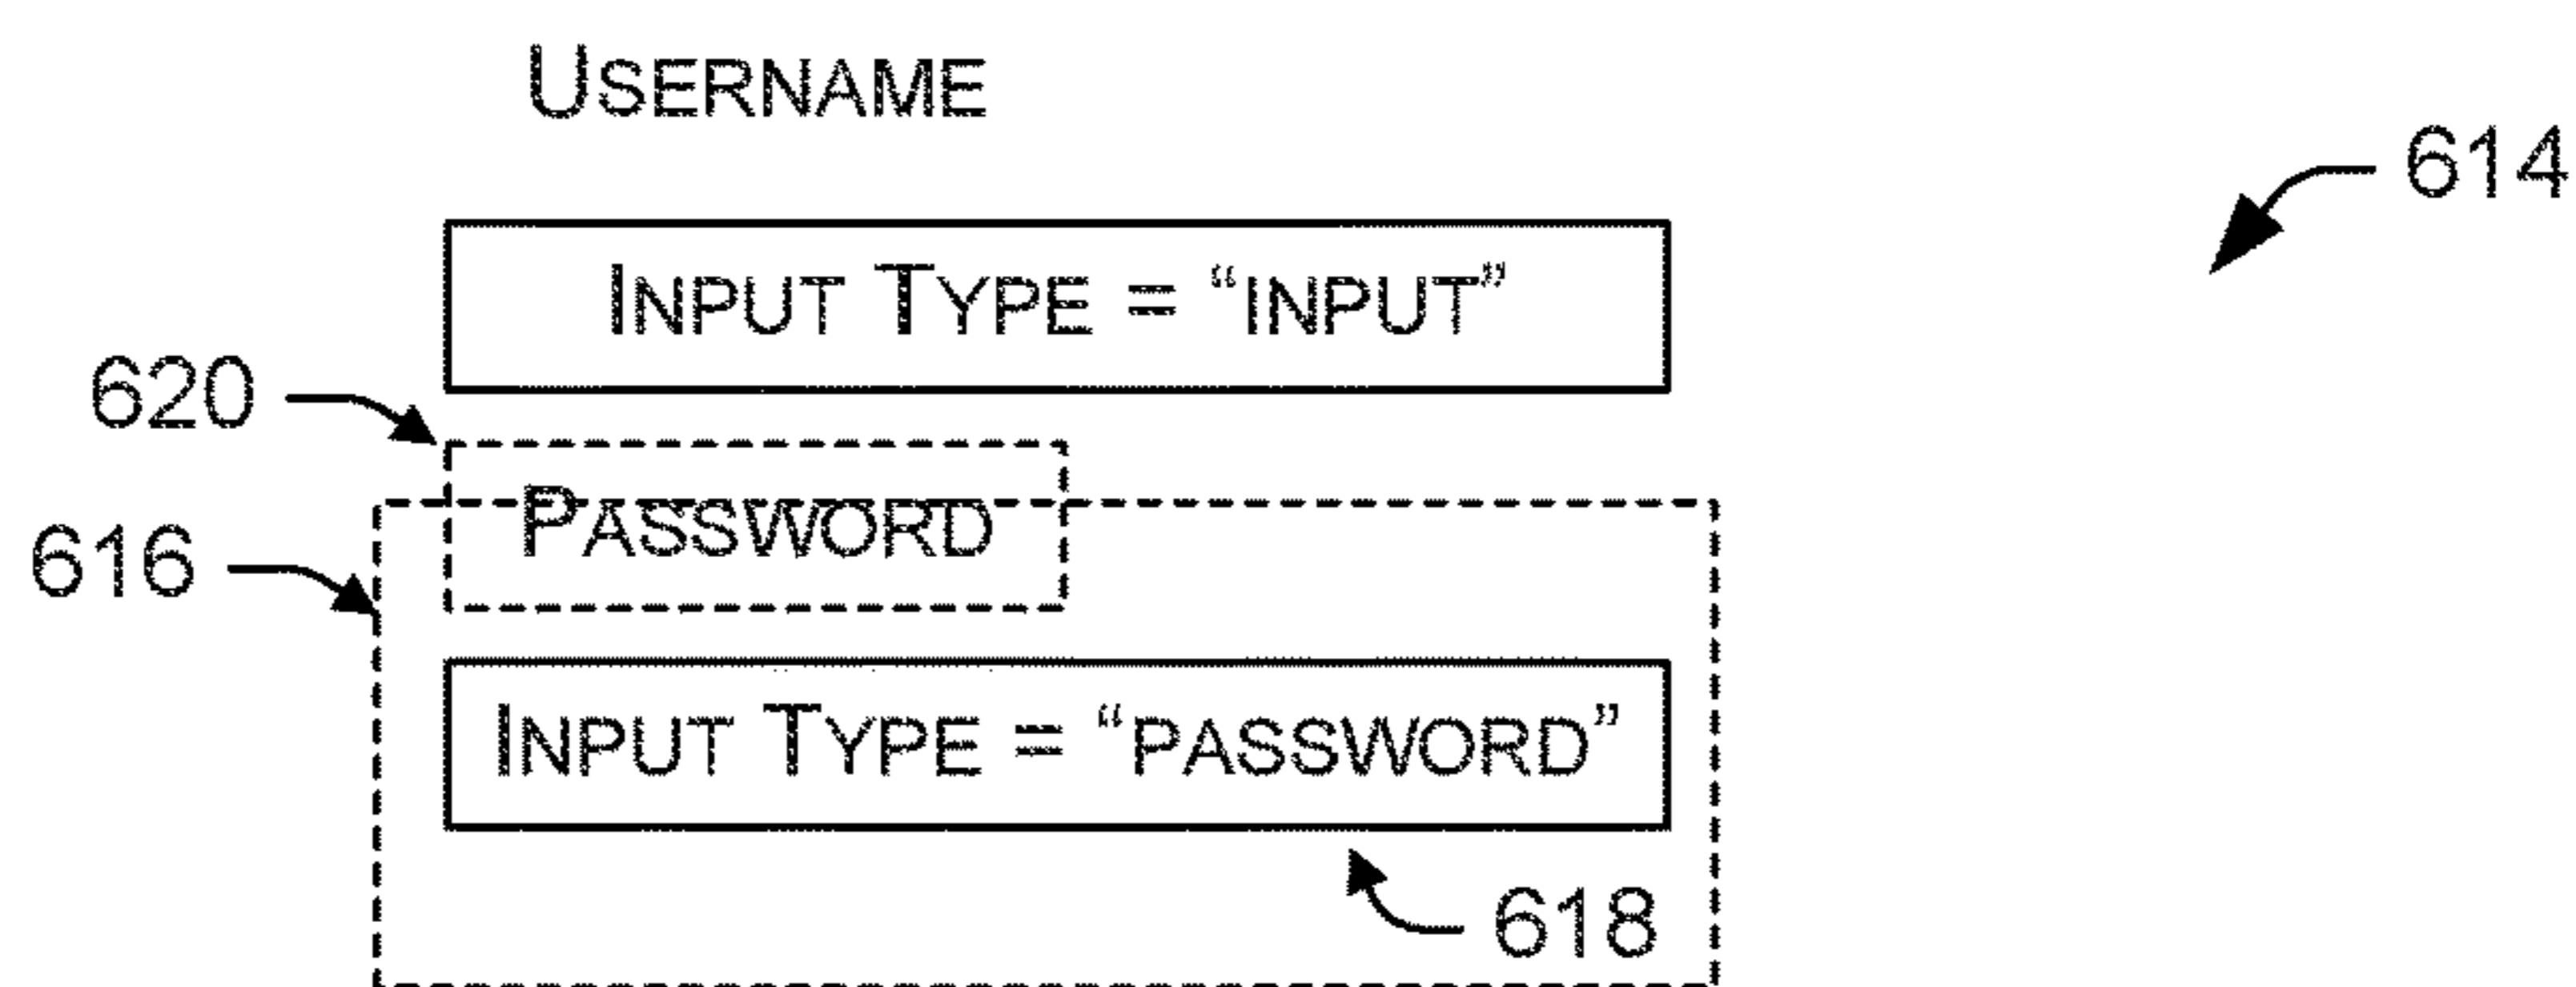 USERNAME
614
INPUT TYPE = “INPUT”
620
PASSWORD
616
INPUT TYPE = “PASSWORD”
618